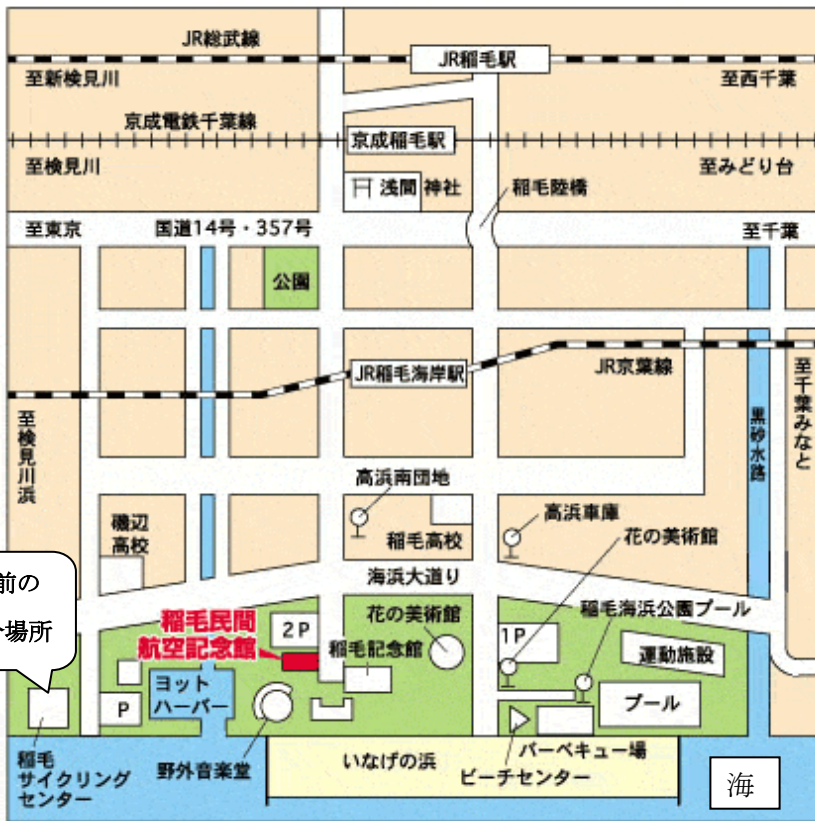 JR総武線
JR稲毛駅
至新検見川
至西千葉
京成電鉄千葉線
京成稲毛駅
至検見川
至みどり台
浅間神社
稲毛陸橋
至東京
国道14号・357号
至千葉
公園
JR稲毛海岸駅
JR京葉線
至検見川浜
至千葉みなと
黒砂水路
高浜南団地
磯辺
高校
稲毛高校
高浜車庫
花の美術館
海浜大通り
前の
場所
稲毛民間
航空記念館
2P
花の美術館
稲毛記念館
1P
稲毛海浜公園プール
運動施設
ヨット
ハーバー
P
プール
稲毛
サイクリング
センター
野外音楽堂
いなげの浜
バーベキュー場
ビーチセンター
海